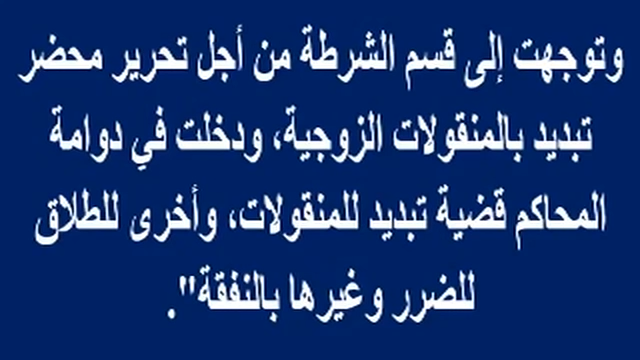 وتوجهت إلى قسم الشرطة من أجل تحرير محضر
تبديد بالمنقولات الزوجية، ودخلت في دوامة
المحاكم قضية تبديد للمنقولات، وأخرى للطلاق
للضرر وغيرها بالنفقة".